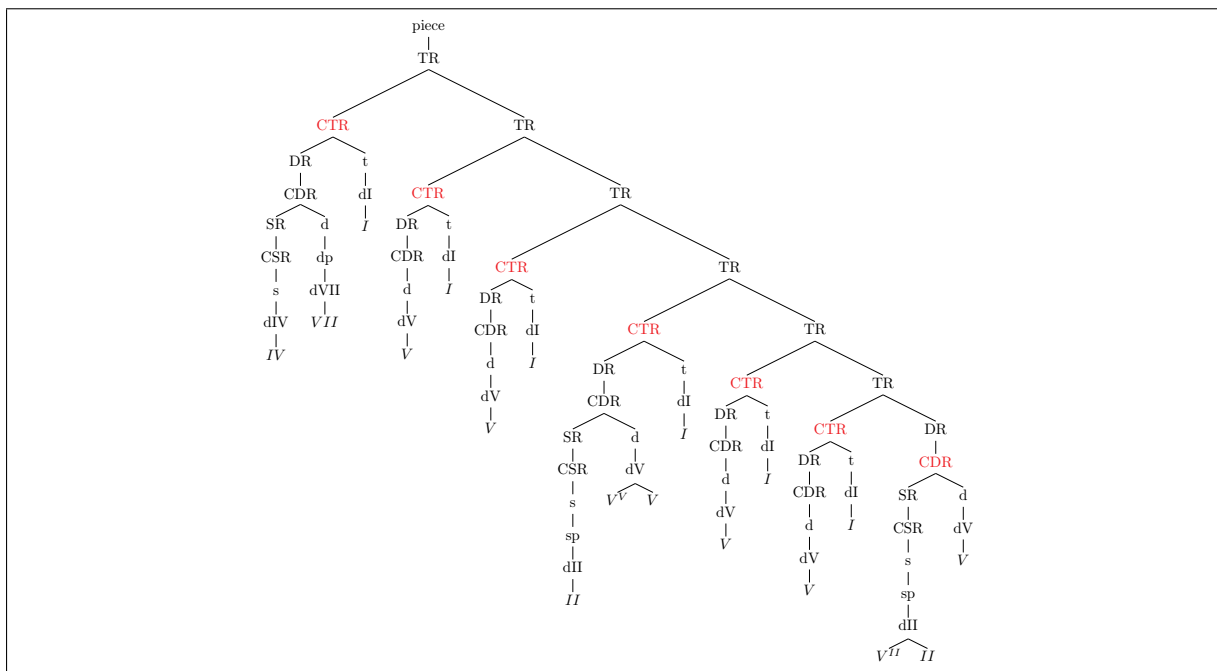 piece
TR
CTR TR
DR t
CDR dI CTR TR
SR d I DR t
CSR dp CDR dI CTR TR
s dVII d I DR t
dIV VII dV CDR dI CTR TR
IV V d I DR t
dV CDR dI CTR TR
V SR d I DR t CTR DR
CSR dV CDR dI DR t CDR
s V^V V d I CDR dI SR d
sp dV d I CSR dV
dII V dV s V
II V sp
dII
V^II II